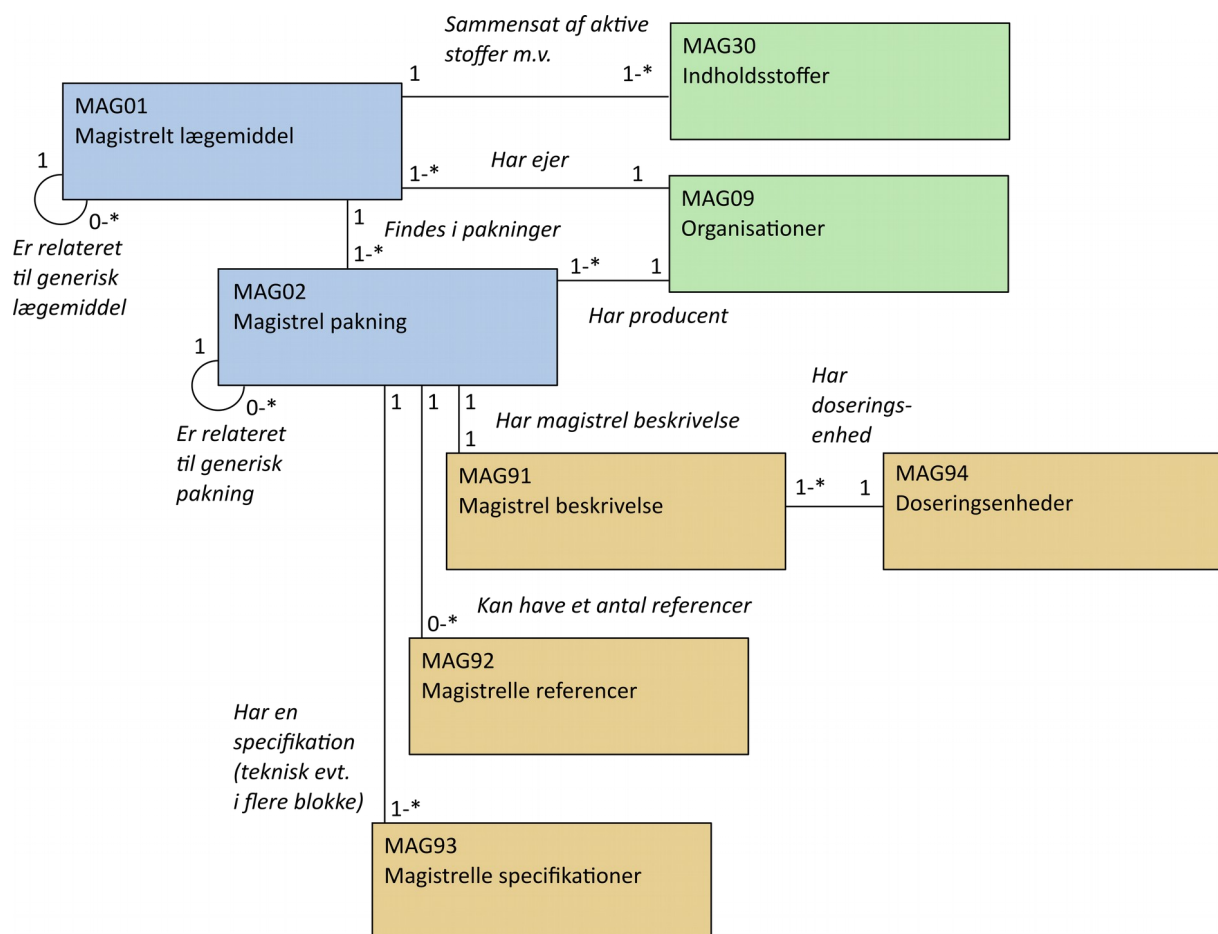 Sammensat af aktive
stoffer m.v.
MAG30
Indholdsstoffer
1
1-*
MAG01
Magistrelt lægemiddel
1
0-*
Er relateret
til generisk
lægemiddel
Har ejer
1-*
1
MAG09
Organisationer
1
Findes i pakninger
1-*
1-*
1
Har producent
MAG02
Magistrel pakning
1
0-*
Er relateret
til generisk
pakning
1
1
1
Har magistrel beskrivelse
1
Har
doserings-
enhed
MAG91
Magistrel beskrivelse
1-*
1
MAG94
Doseringsenheder
Kan have et antal referencer
0-*
MAG92
Magistrelle referencer
Har en
specifikation
(teknisk evt.
i flere blokke)
1-*
MAG93
Magistrelle specifikationer